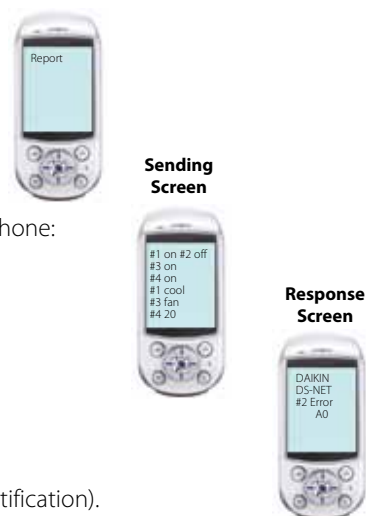 Report
Sending
Screen
hone:
#1 on #2 off
#3 on
#4 on
#1 cool
#3 fan
#4 20
Response
Screen
DAIKIN
DS-NET
#2 Error
A0
tification).